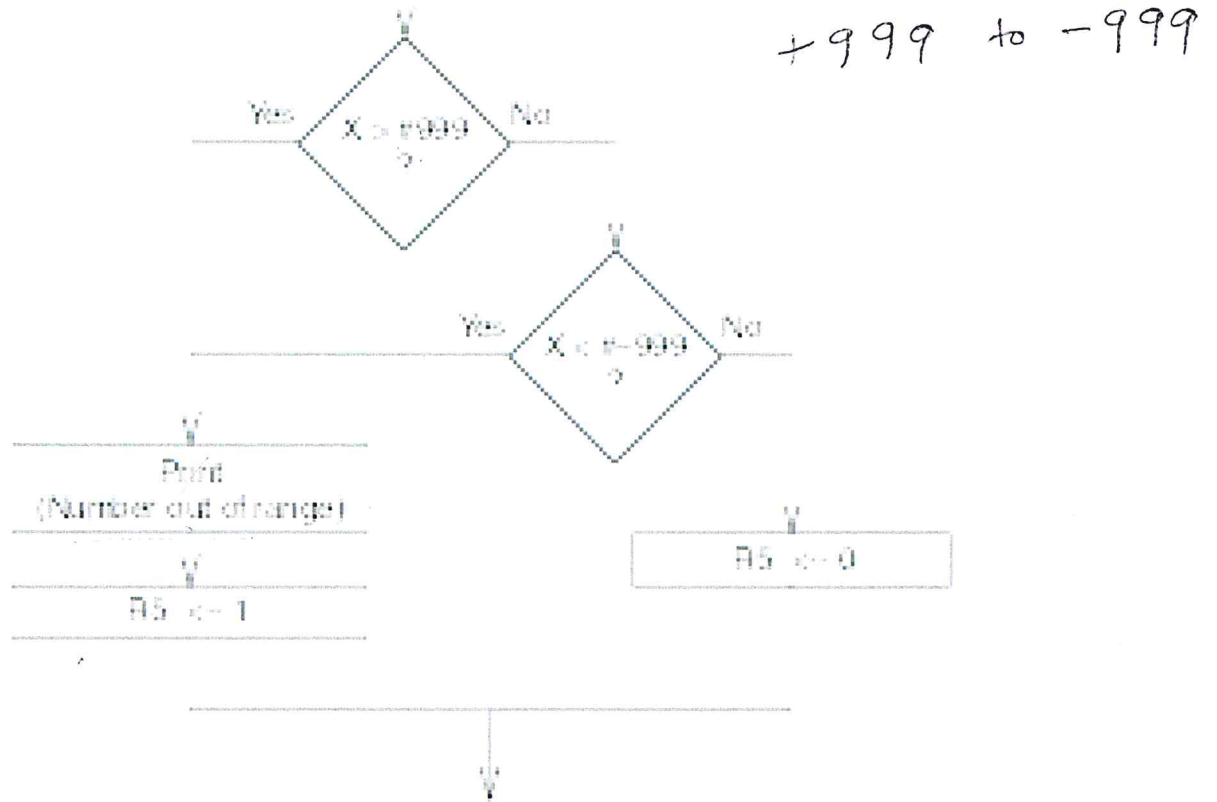 +999 to -999
Yes
X > #999
?
No
Yes
X < #-999
?
No
Print
(Number out of range)
R5 <- 0
R5 <- 1